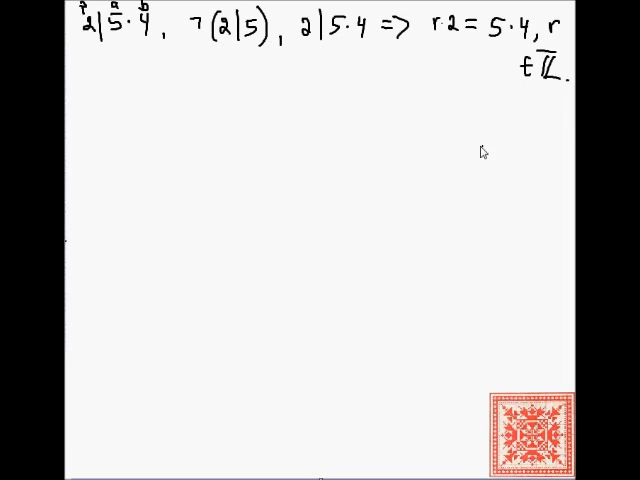 p a b
2|5·4, ¬(2|5), 2|5·4 => r·2 = 5·4, r
∈ ℤ.